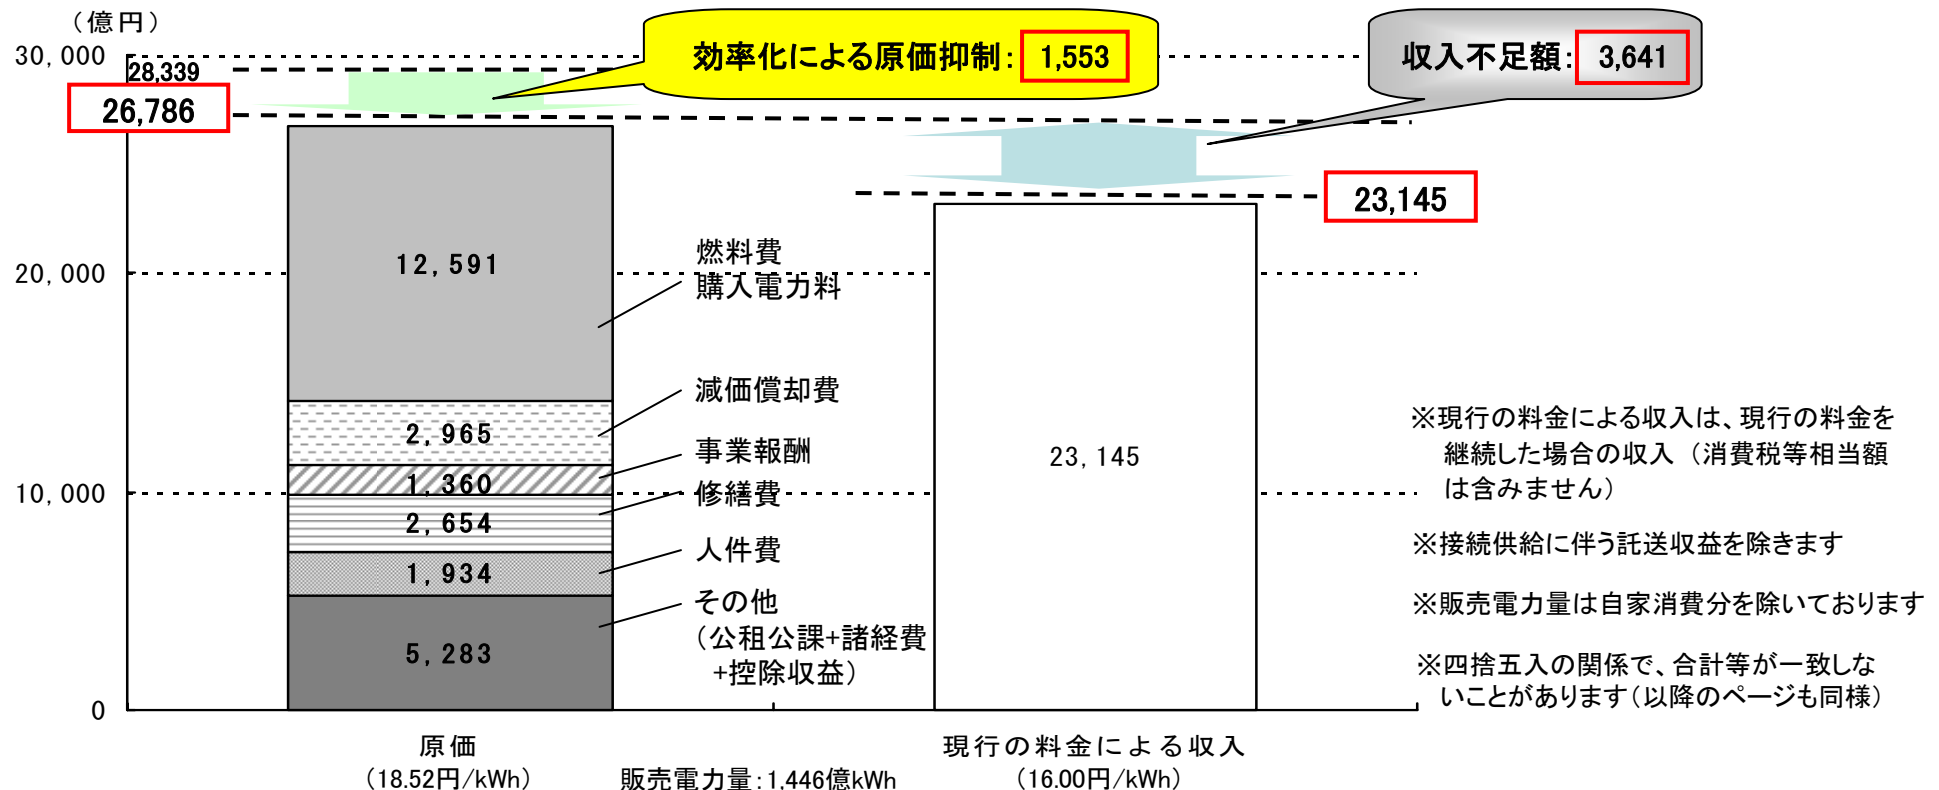 （億円）
効率化による原価抑制：1,553
収入不足額：3,641
30,000
28,339
26,786
23,145
12,591
燃料費
購入電力料
20,000
減価償却費
2,965
事業報酬
1,360
修繕費
10,000
2,654
人件費
1,934
その他
（公租公課+諸経費
+控除収益）
5,283
0
23,145
※現行の料金による収入は、現行の料金を
継続した場合の収入（消費税等相当額
は含みません）
※接続供給に伴う託送収益を除きます
※販売電力量は自家消費分を除いております
※四捨五入の関係で、合計等が一致しな
いことがあります（以降のページも同様）
原価
（18.52円/kWh）
販売電力量：1,446億kWh
現行の料金による収入
（16.00円/kWh）